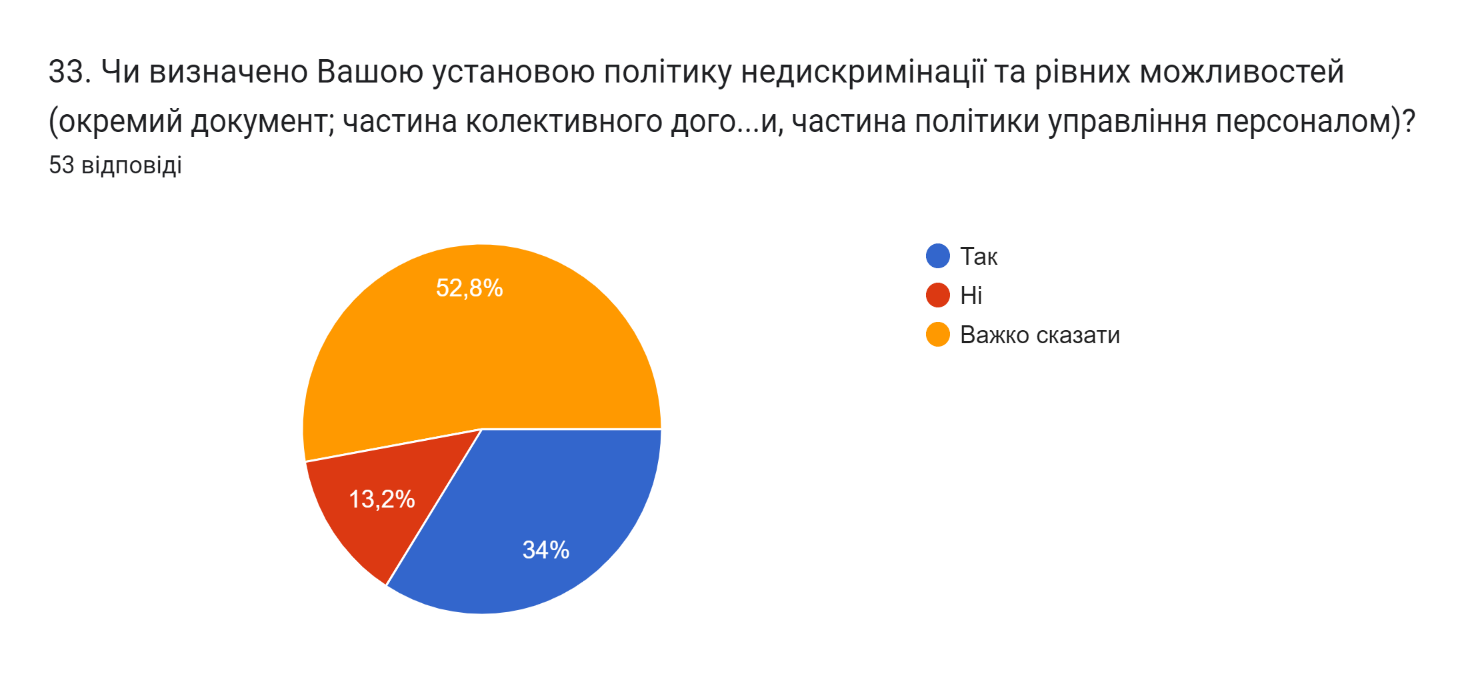 33. Чи визначено Вашою установою політику недискримінації та рівних можливостей
(окремий документ; частина колективного дого...и, частина політики управління персоналом)?
53 відповіді
Так
Ні
Важко сказати
52,8%
13,2%
34%